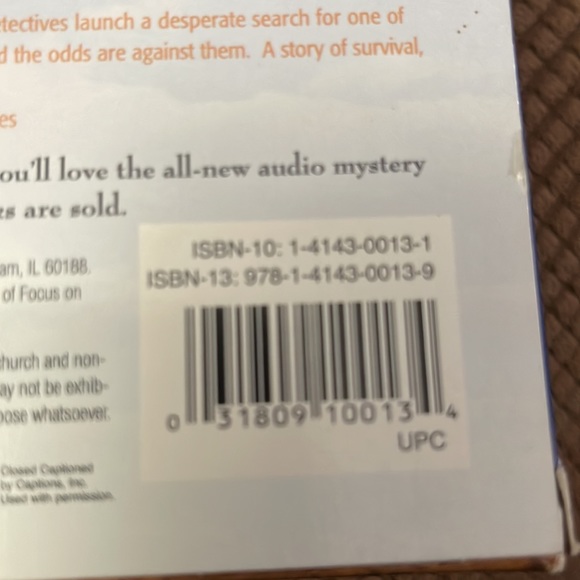 tectives launch a desperate search for one of
d the odds are against them. A story of survival,
es
ou'll love the all-new audio mystery
es are sold.
ISBN-10: 1-4143-0013-1
ISBN-13: 978-1-4143-0013-9
am, IL 60188.
of Focus on
hurch and non-
ay not be exhib-
pose whatsoever.
0 31809 10013 4
UPC
Closed Captioned
by Captions, Inc.
Used with permission.